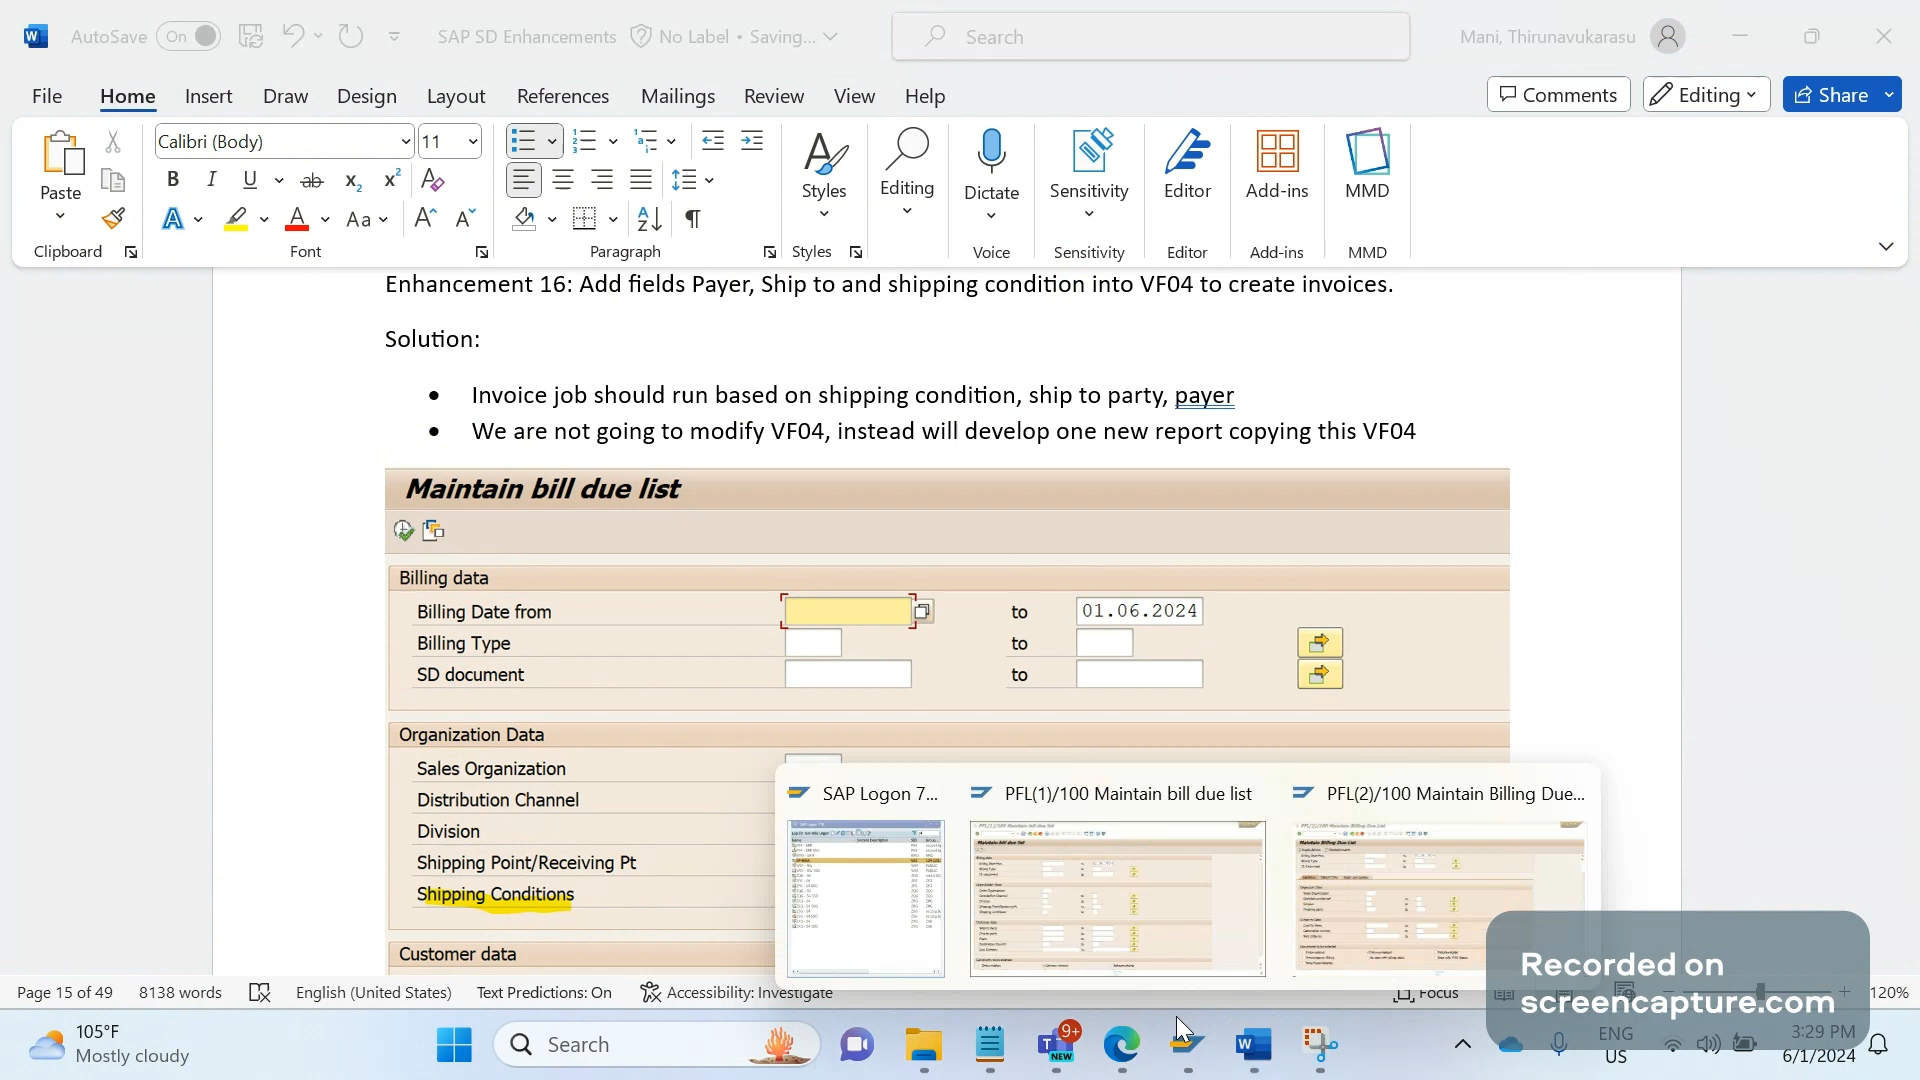 AutoSave On SAP SD Enhancements No Label • Saving... Search Mani, Thirunavukarasu
File Home Insert Draw Design Layout References Mailings Review View Help Comments Editing Share
Calibri (Body) 11
Paste Styles Editing Dictate Sensitivity Editor Add-ins MMD
Clipboard Font Paragraph Styles Voice Sensitivity Editor Add-ins MMD
Enhancement 16: Add fields Payer, Ship to and shipping condition into VF04 to create invoices.
Solution:
• Invoice job should run based on shipping condition, ship to party, payer
• We are not going to modify VF04, instead will develop one new report copying this VF04
Maintain bill due list
Billing data
Billing Date from to 01.06.2024
Billing Type to
SD document to
Organization Data
Sales Organization
Distribution Channel
Division
Shipping Point/Receiving Pt
Shipping Conditions
Customer data
SAP Logon 7... PFL(1)/100 Maintain bill due list PFL(2)/100 Maintain Billing Due...
Recorded on
screencapture.com
Page 15 of 49 8138 words English (United States) Text Predictions: On Accessibility: Investigate Focus 120%
105°F
Mostly cloudy
Search
9+
NEW
ENG
US
3:29 PM
6/1/2024